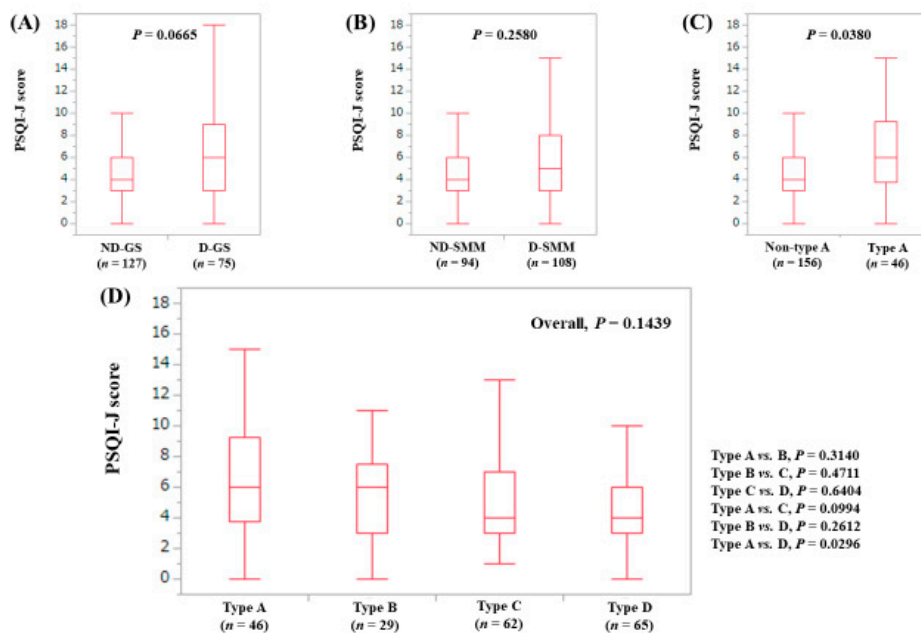 (A)
P = 0.0665
PSQI-J score
18
16
14
12
10
8
6
4
2
0
ND-GS
(n = 127)
D-GS
(n = 75)
(B)
P = 0.2580
PSQI-J score
18
16
14
12
10
8
6
4
2
0
ND-SMM
(n = 94)
D-SMM
(n = 108)
(C)
P = 0.0380
PSQI-J score
18
16
14
12
10
8
6
4
2
0
Non-type A
(n = 156)
Type A
(n = 46)
(D)
Overall, P = 0.1439
PSQI-J score
18
16
14
12
10
8
6
4
2
0
Type A
(n = 46)
Type B
(n = 29)
Type C
(n = 62)
Type D
(n = 65)
Type A vs. B, P = 0.3140
Type B vs. C, P = 0.4711
Type C vs. D, P = 0.6404
Type A vs. C, P = 0.0994
Type B vs. D, P = 0.2612
Type A vs. D, P = 0.0296